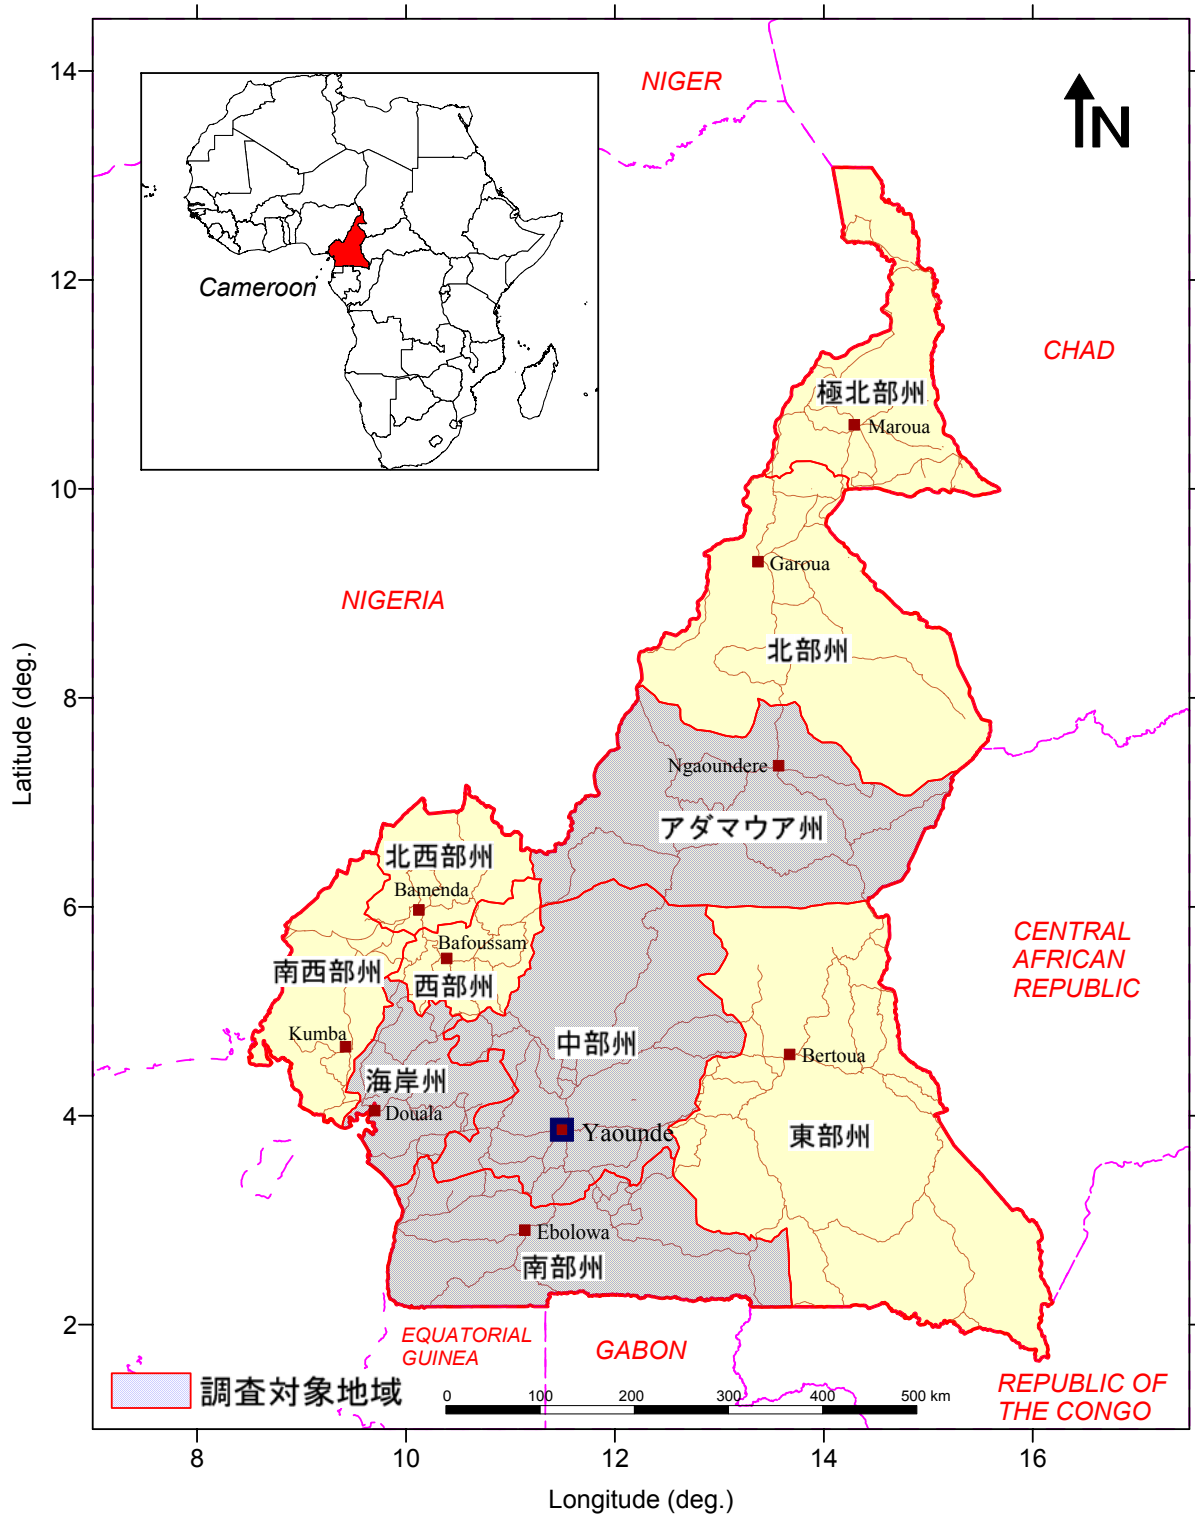 14
12
10
8
6
4
2
Latitude (deg.)
NIGER
N
Cameroon
CHAD
極北部州
Maroua
Garoua
NIGERIA
北部州
Ngaoundere
アダマウア州
北西部州
Bamenda
Bafoussam
南西部州
西部州
CENTRAL
AFRICAN
REPUBLIC
Kumba
中部州
Bertoua
海岸州
Douala
Yaounde
東部州
Ebolowa
南部州
EQUATORIAL
GUINEA
GABON
REPUBLIC OF
THE CONGO
調査対象地域
0 100 200 300 400 500 km
8 10 12 14 16
Longitude (deg.)